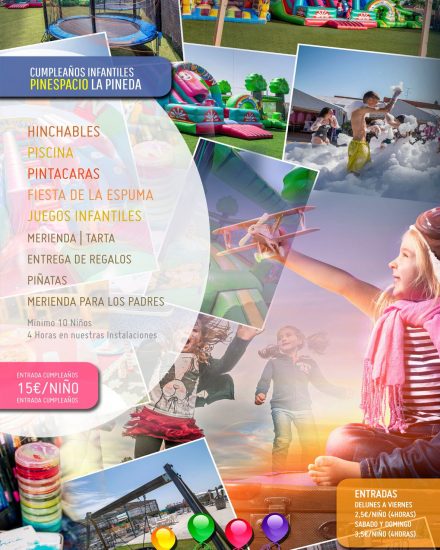 CUMPLEAÑOS INFANTILES
PINESPACIO LA PINEDA
HINCHABLES
PISCINA
PINTACARAS
FIESTA DE LA ESPUMA
JUEGOS INFANTILES
MERIENDA | TARTA
ENTREGA DE REGALOS
PIÑATAS
MERIENDA PARA LOS PADRES
Mínimo 10 Niños
4 Horas en nuestras Instalaciones
ENTRADA CUMPLEAÑOS
15€/NIÑO
ENTRADA CUMPLEAÑOS
ENTRADAS
DELUNES A VIERNES
2,5€/NIÑO (4HORAS)
SABADO Y DOMINGO
3,5€/NIÑO (4HORAS)